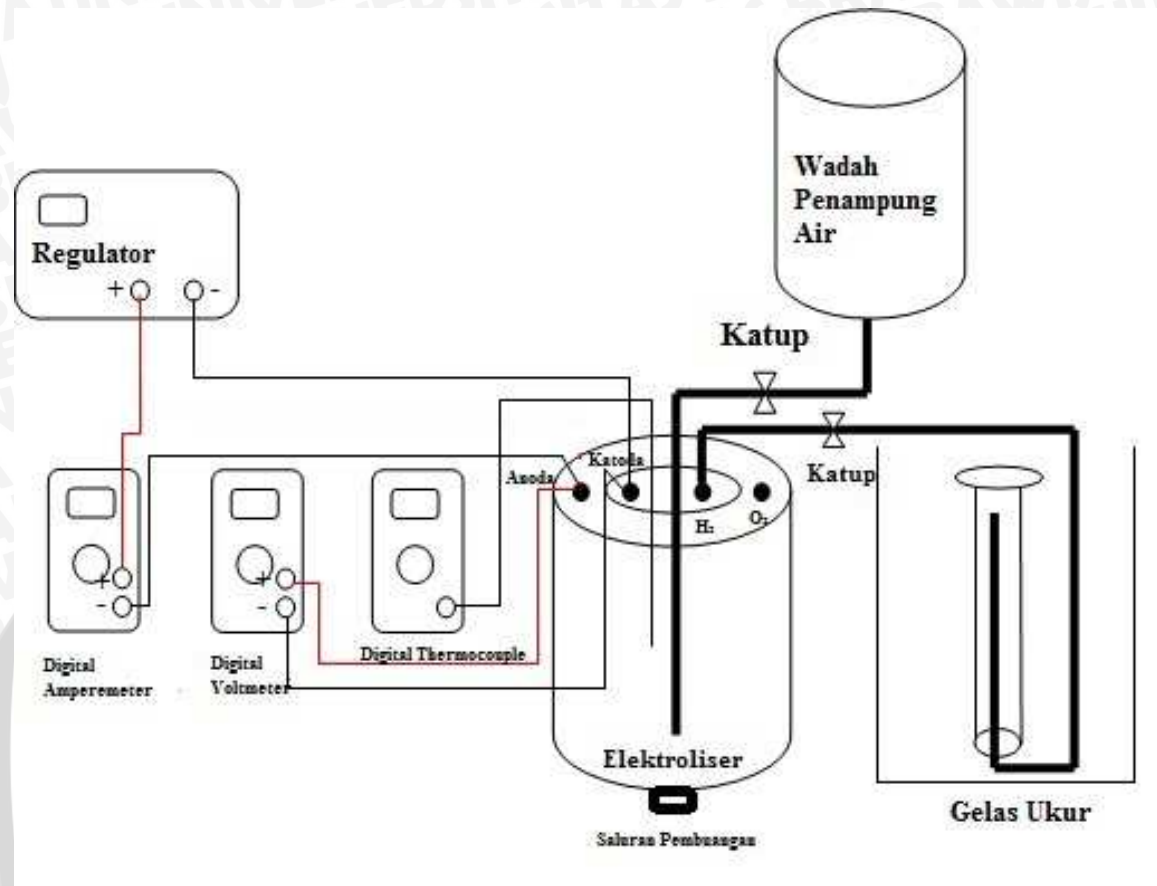 Wadah
Penampung
Air
Regulator
+ -
Katup
Katup
Anoda
Katoda
H₂
O₂
+
-
+
-
Digital
Amperemeter
Digital
Voltmeter
Digital Thermocouple
Elektroliser
Saluran Pembuangan
Gelas Ukur